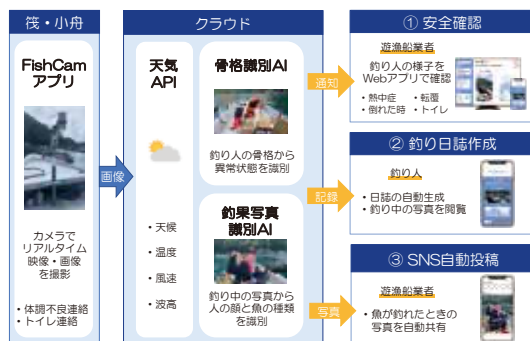 筏・小舟
FishCam
アプリ
カメラで
リアルタイム
映像・画像
を撮影
・体調不良連絡
・トイレ連絡
画像
クラウド
天気
API
・天候
・温度
・風速
・波高
骨格識別AI
釣り人の骨格から
異常状態を識別
釣果写真
識別AI
釣り中の写真から
人の顔と魚の種類
を識別
通知
記録
写真
① 安全確認
遊漁船業者
釣り人の様子を
Webアプリで確認
・熱中症 ・転覆
・倒れた時 ・トイレ
② 釣り日誌作成
釣り人
・日誌の自動生成
・釣り中の写真を閲覧
③ SNS自動投稿
遊漁船業者
・魚が釣れたときの
写真を自動共有